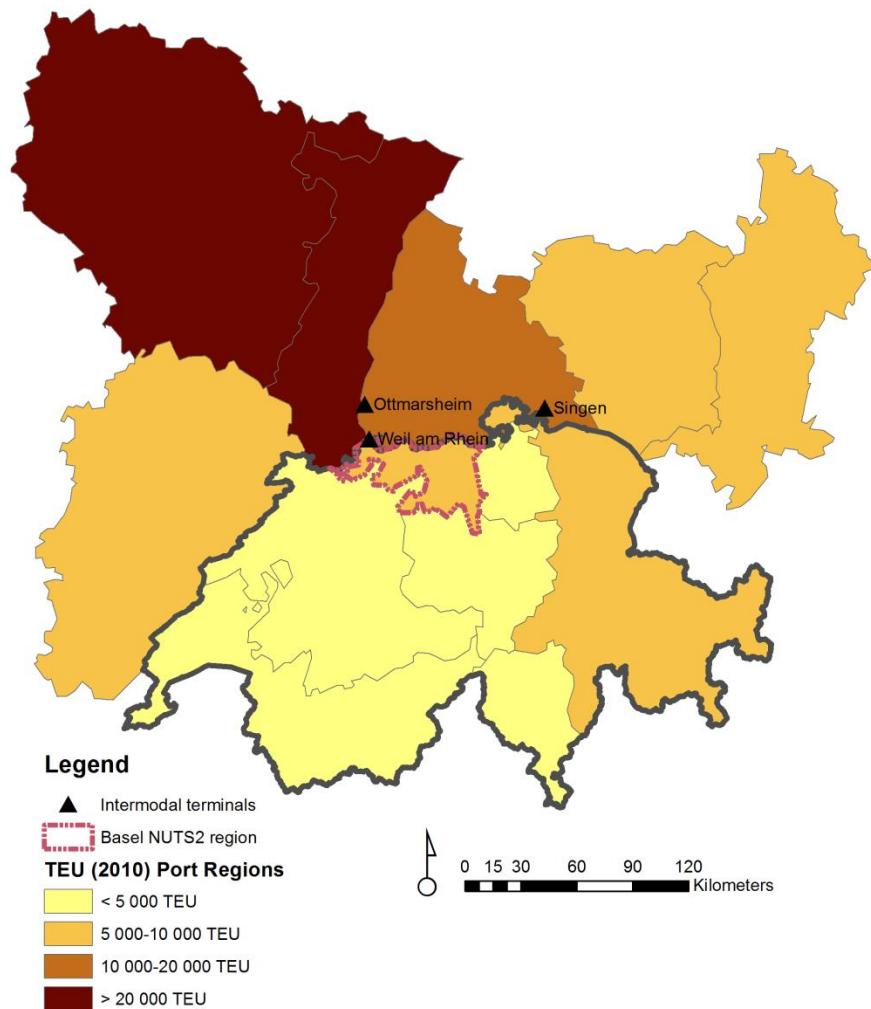 Ottmarsheim
Singen
Weil am Rhein
Legend
Intermodal terminals
Basel NUTS2 region
TEU (2010) Port Regions
< 5 000 TEU
5 000-10 000 TEU
10 000-20 000 TEU
> 20 000 TEU
0 15 30 60 90 120
Kilometers